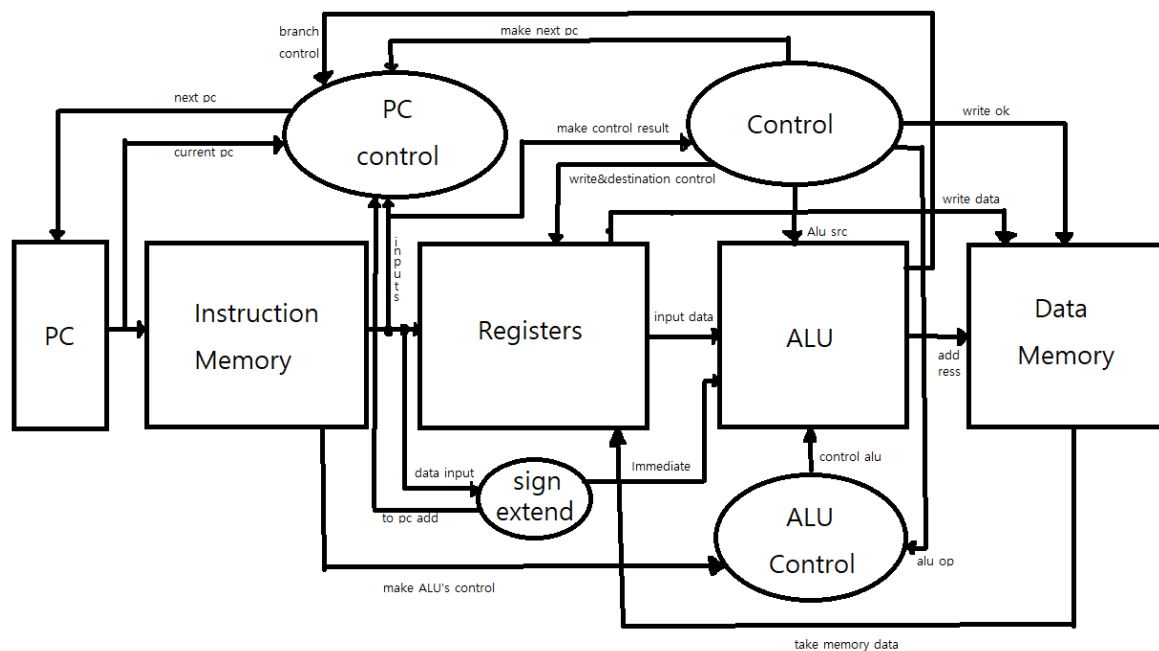 branch
control
make next pc
next pc
PC
control
Control
write ok
make control result
current pc
write&destination control
write data
Alu src
inputs
PC
Instruction
Memory
Registers
input data
ALU
add
ress
Data
Memory
data input
sign
extend
Immediate
control alu
to pc add
ALU
Control
alu op
make ALU's control
take memory data